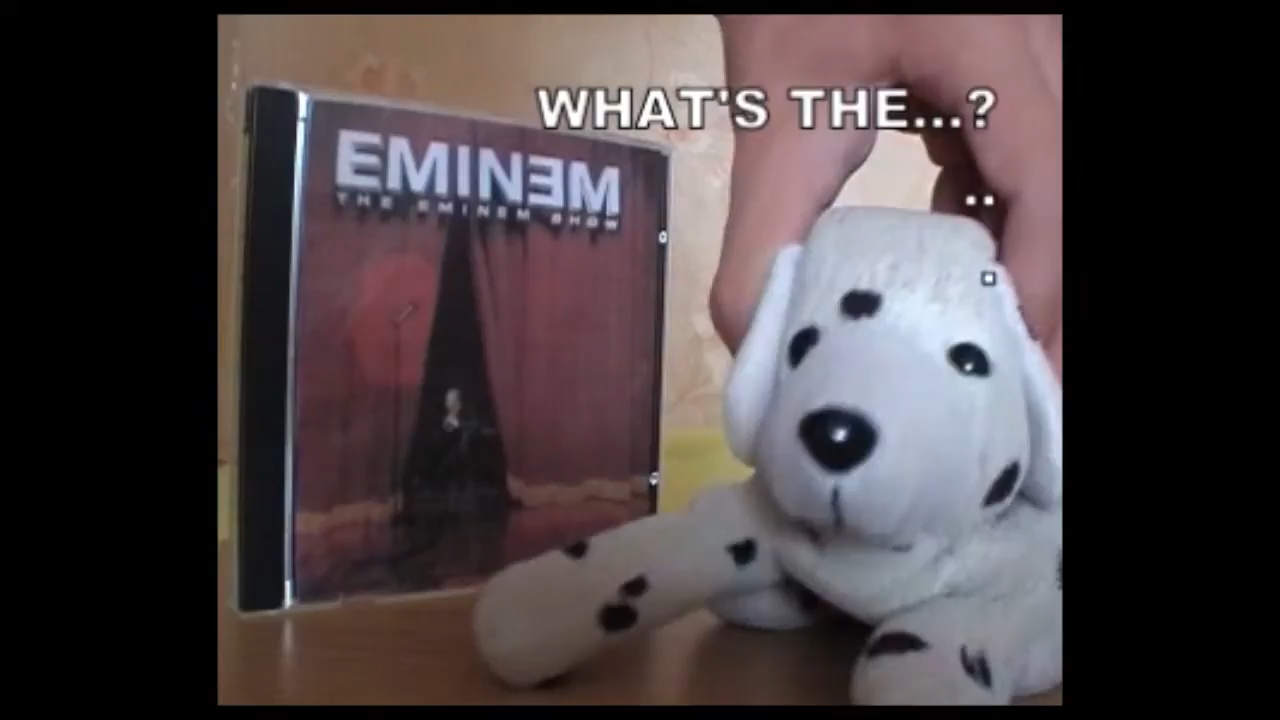 WHAT'S THE...?
..
.
EMINƎM
THE EMINEM SHOW